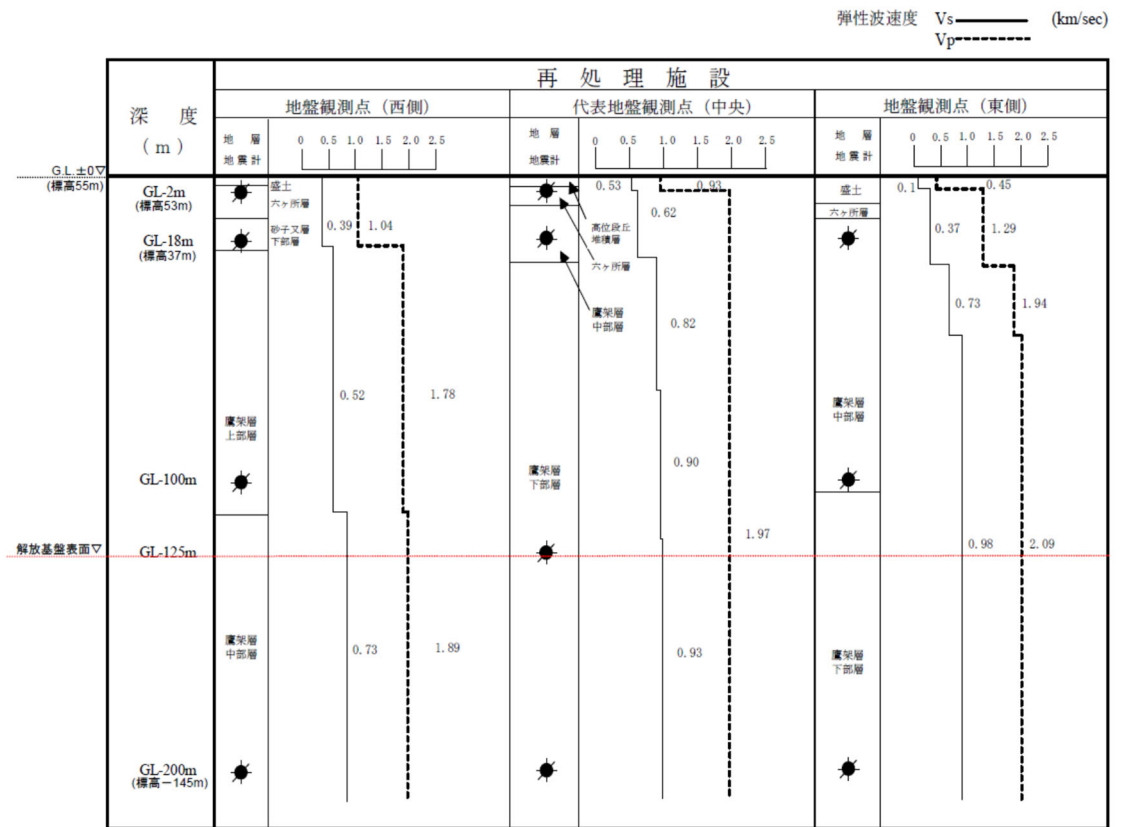 弾性波速度 Vs (km/sec)
Vp
再処理施設
深度
(m)
地盤観測点(西側)
代表地盤観測点(中央)
地盤観測点(東側)
地層
地震計
0 0.5 1.0 1.5 2.0 2.5
地層
地震計
0 0.5 1.0 1.5 2.0 2.5
地層
地震計
0 0.5 1.0 1.5 2.0 2.5
G.L.±0▽
(標高55m)
GL-2m
(標高53m)
GL-18m
(標高37m)
GL-100m
解放基盤表面▽
GL-125m
GL-200m
(標高-145m)
盛土
六ヶ所層
砂子又層
下部層
0.39 1.04
0.52 1.78
鷹架層
上部層
鷹架層
中部層
0.73 1.89
0.53 0.93
0.62
高位段丘
堆積層
六ヶ所層
鷹架層
中部層
0.82
0.90
鷹架層
下部層
1.97
0.93
盛土
0.1 0.45
六ヶ所層
0.37 1.29
0.73 1.94
鷹架層
中部層
0.98 2.09
鷹架層
下部層